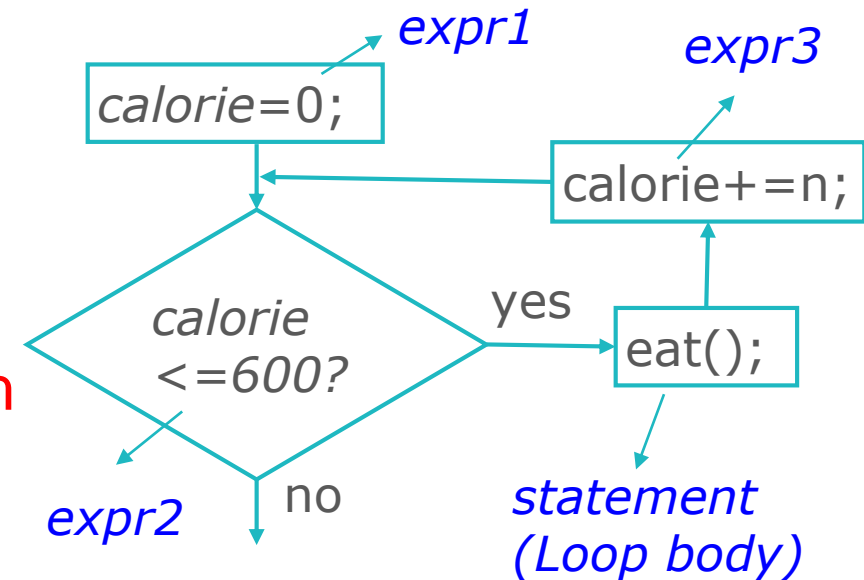 expr1
expr3
calorie=0;
calorie+=n;
calorie
<=600?
yes
eat();
expr2
no
statement
(Loop body)